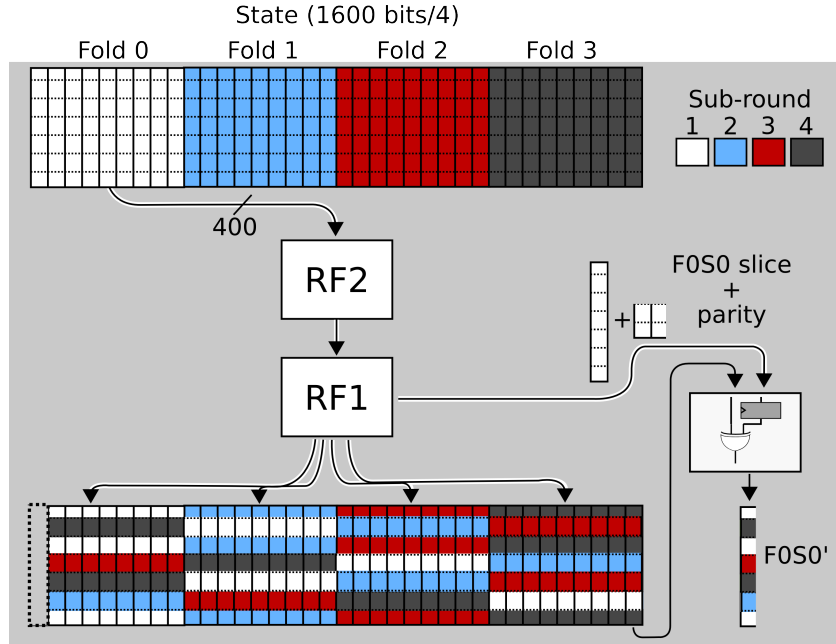 State (1600 bits/4)
Fold 0 Fold 1 Fold 2 Fold 3
Sub-round
1 2 3 4
400
RF2
F0S0 slice
+
parity
+
RF1
F0S0'